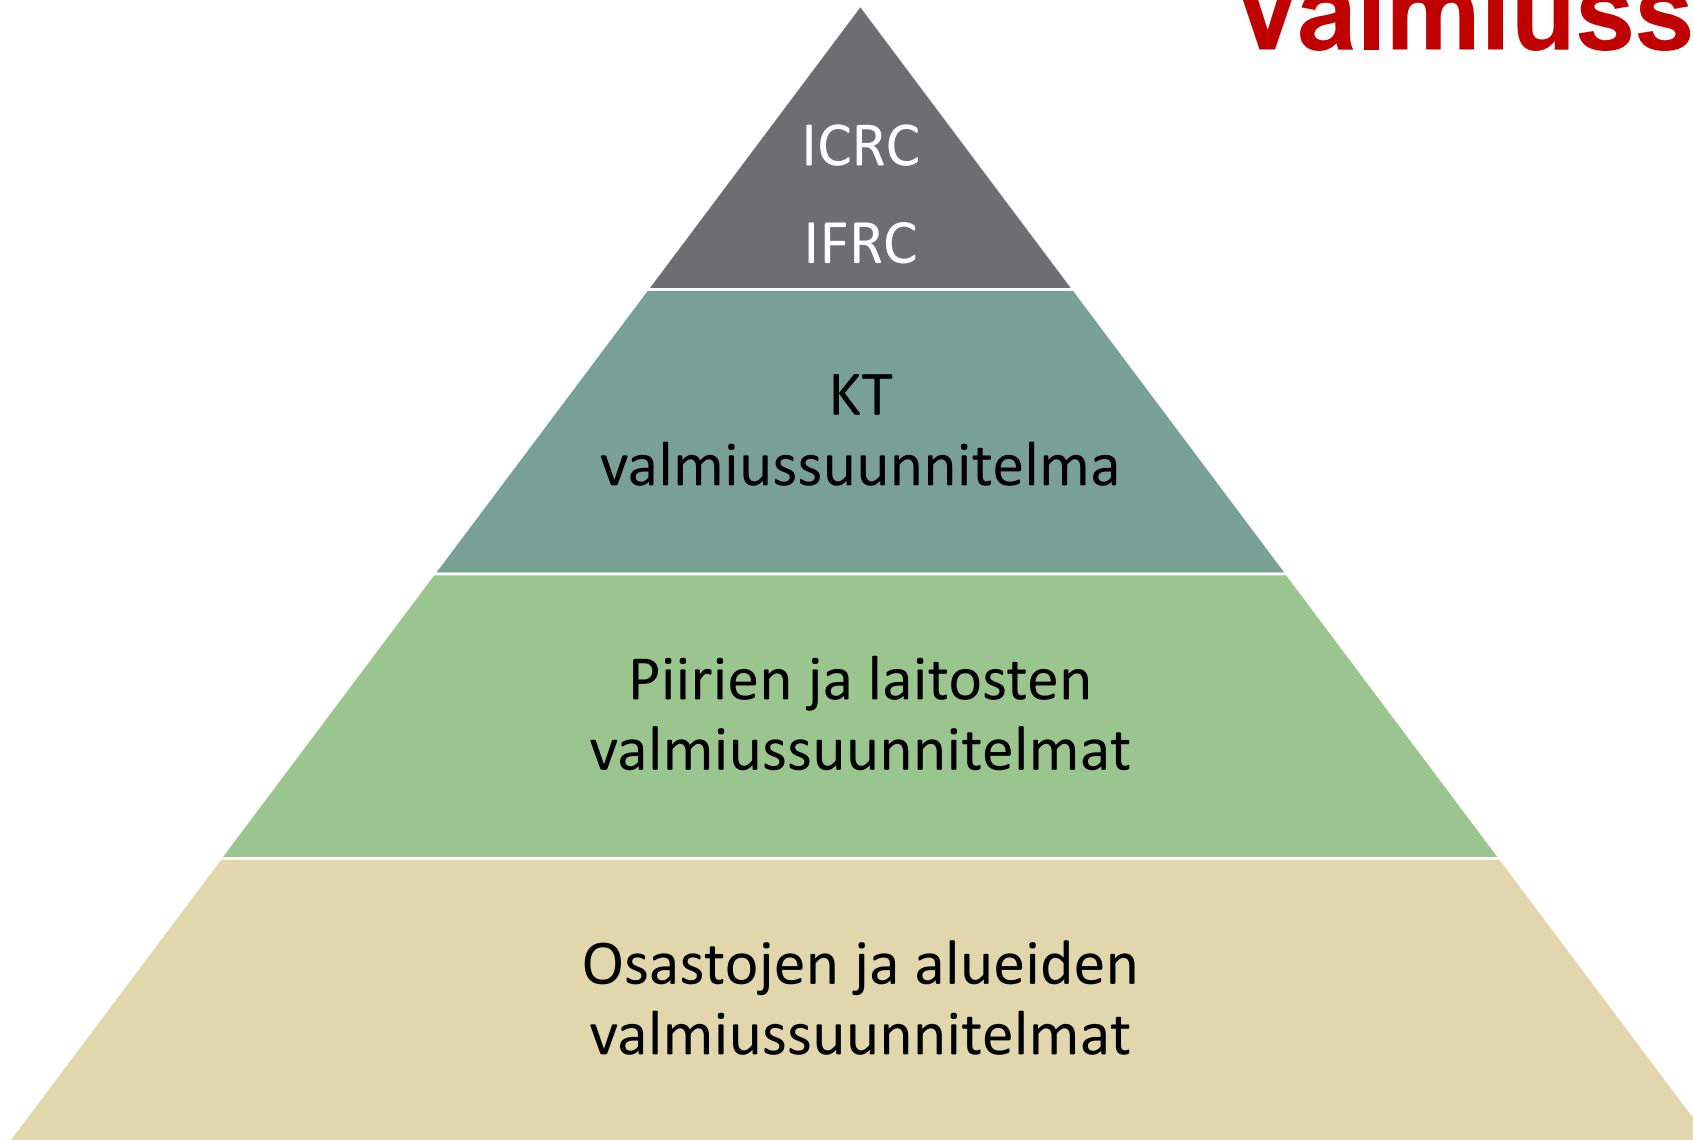 valmiuss
ICRC
IFRC
KT
valmiussuunnitelma
Piirien ja laitosten
valmiussuunnitelmat
Osastojen ja alueiden
valmiussuunnitelmat